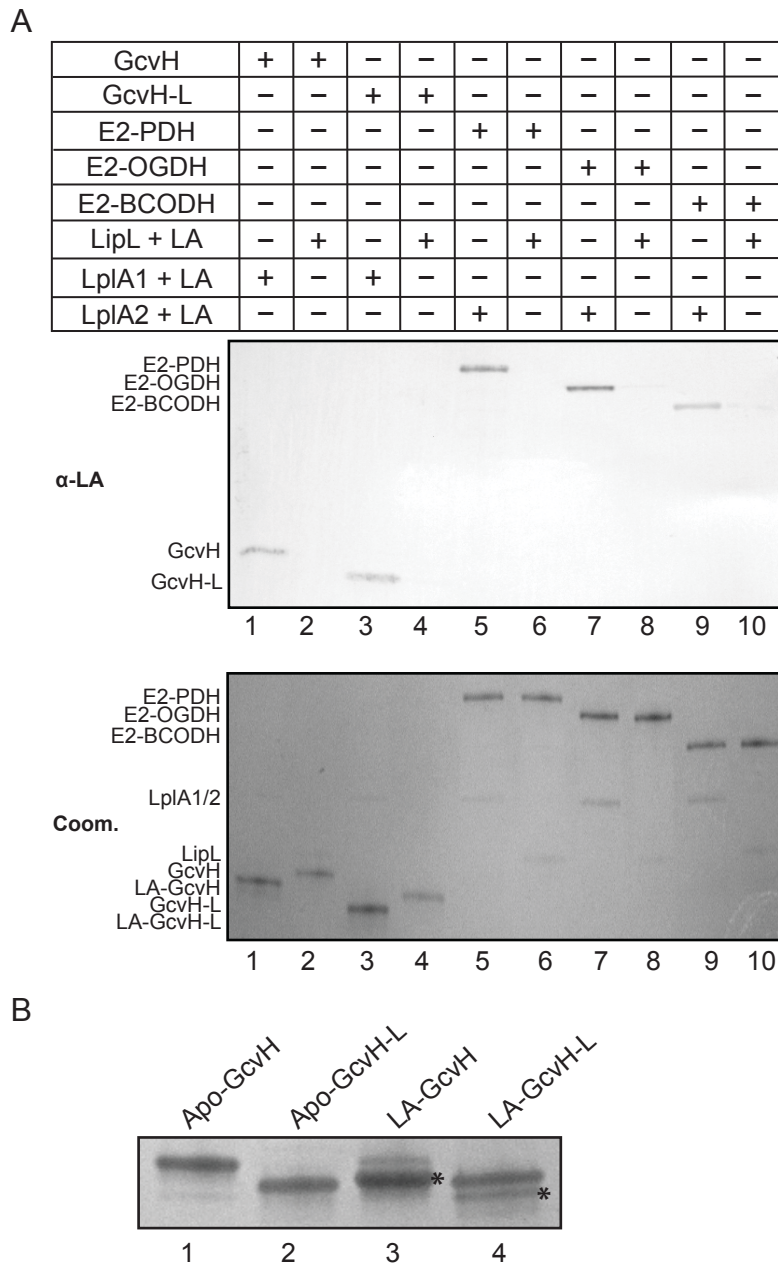 A
GcvH + + − − − − − − − −
GcvH-L − − + + − − − − − −
E2-PDH − − − − + + − − − −
E2-OGDH − − − − − − + + − −
E2-BCODH − − − − − − − − + +
LipL + LA − + − + − + − + − +
LplA1 + LA + − + − − − − − − −
LplA2 + LA − − − − + − + − + −
E2-PDH
E2-OGDH
E2-BCODH
α-LA
GcvH
GcvH-L
1 2 3 4 5 6 7 8 9 10
E2-PDH
E2-OGDH
E2-BCODH
LplA1/2
Coom.
LipL
GcvH
LA-GcvH
GcvH-L
LA-GcvH-L
1 2 3 4 5 6 7 8 9 10
B
Apo-GcvH Apo-GcvH-L LA-GcvH LA-GcvH-L
* *
1 2 3 4